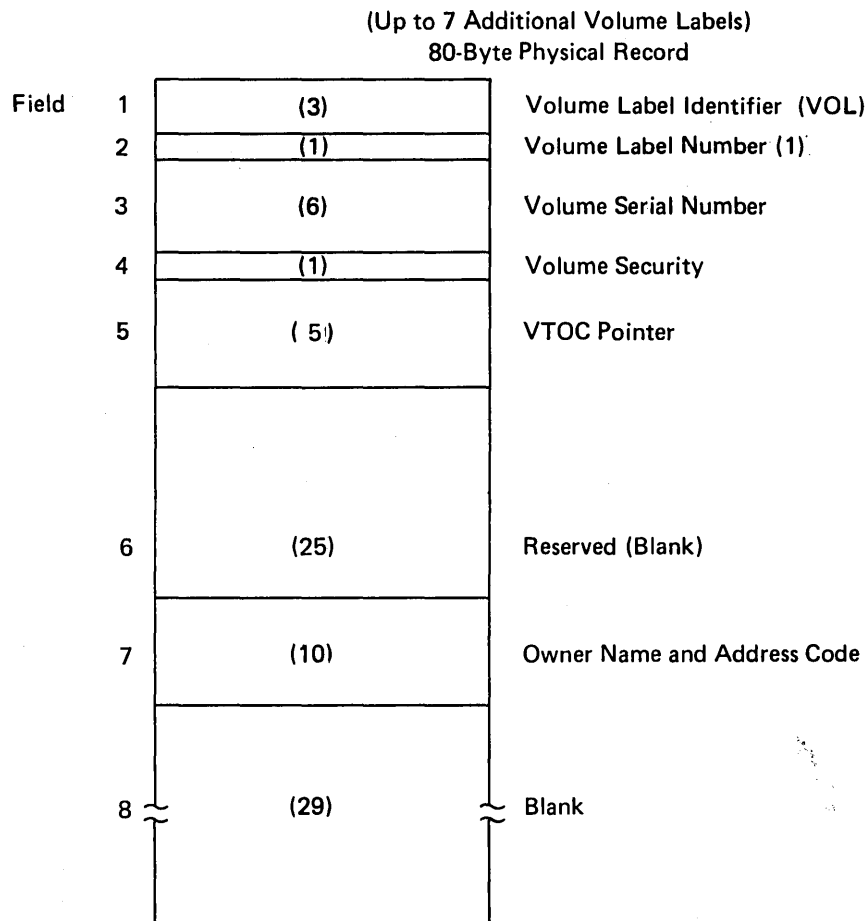 (Up to 7 Additional Volume Labels)
80-Byte Physical Record
Field 1 (3) Volume Label Identifier (VOL)
2 (1) Volume Label Number (1)
3 (6) Volume Serial Number
4 (1) Volume Security
5 ( 5 ) VTOC Pointer
6 (25) Reserved (Blank)
7 (10) Owner Name and Address Code
8 (29) Blank